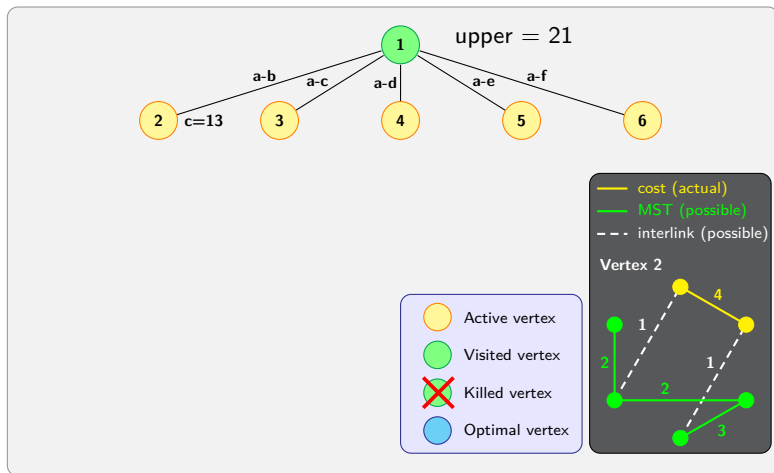 1
upper = 21
a-b
a-c
a-d
a-e
a-f
2
c=13
3
4
5
6
cost (actual)
MST (possible)
interlink (possible)
Vertex 2
4
1
1
2
2
3
Active vertex
Visited vertex
Killed vertex
Optimal vertex